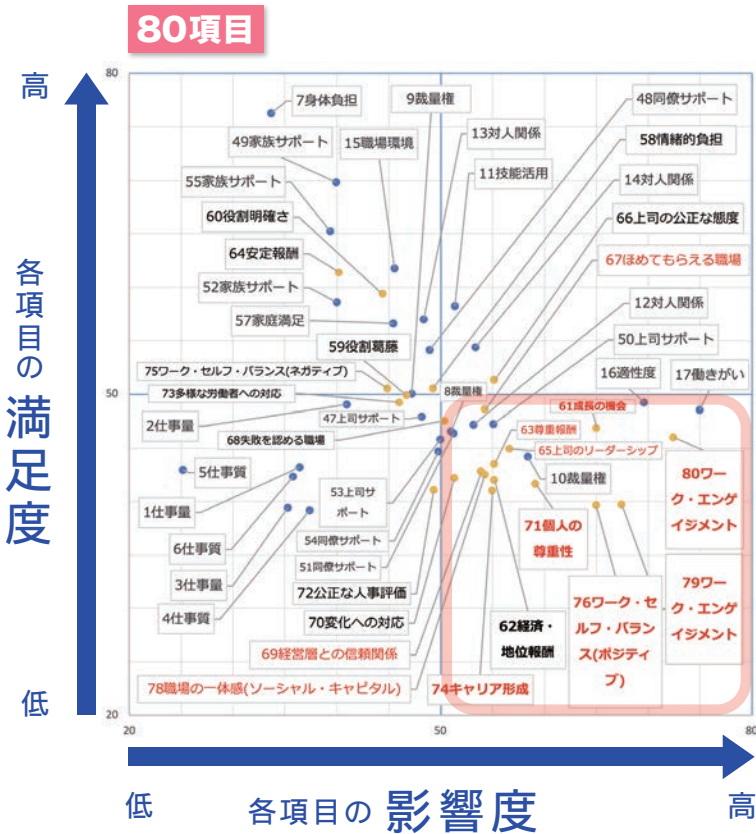 80項目
高
80
7身体負担
9裁量権
48同僚サポート
49家族サポート
15職場環境
13対人関係
58情緒的負担
55家族サポート
11技能活用
14対人関係
60役割明確さ
66上司の公正な態度
64安定報酬
67ほめてもらえる職場
52家族サポート
12対人関係
57家庭満足
50上司サポート
59役割葛藤
75ワーク・セルフ・バランス(ネガティブ)
16適性度
17働きがい
50
73多様な労働者への対応
8裁量権
2仕事量
47上司サポート
61成長の機会
68失敗を認める職場
63尊重報酬
65上司のリーダーシップ
5仕事質
10裁量権
80ワー
ク・エンゲ
イジメント
1仕事量
53上司サ
ポート
71個人の
尊重性
54同僚サポート
6仕事質
51同僚サポート
3仕事量
72公正な人事評価
4仕事質
70変化への対応
62経済・
地位報酬
76ワーク・セ
ルフ・バラン
ス(ポジティ
ブ)
79ワー
ク・エンゲ
イジメント
69経営層との信頼関係
78職場の一体感(ソーシャル・キャピタル)
74キャリア形成
各項目の
満足度
低
20
20
50
80
低
各項目の 影響度
高